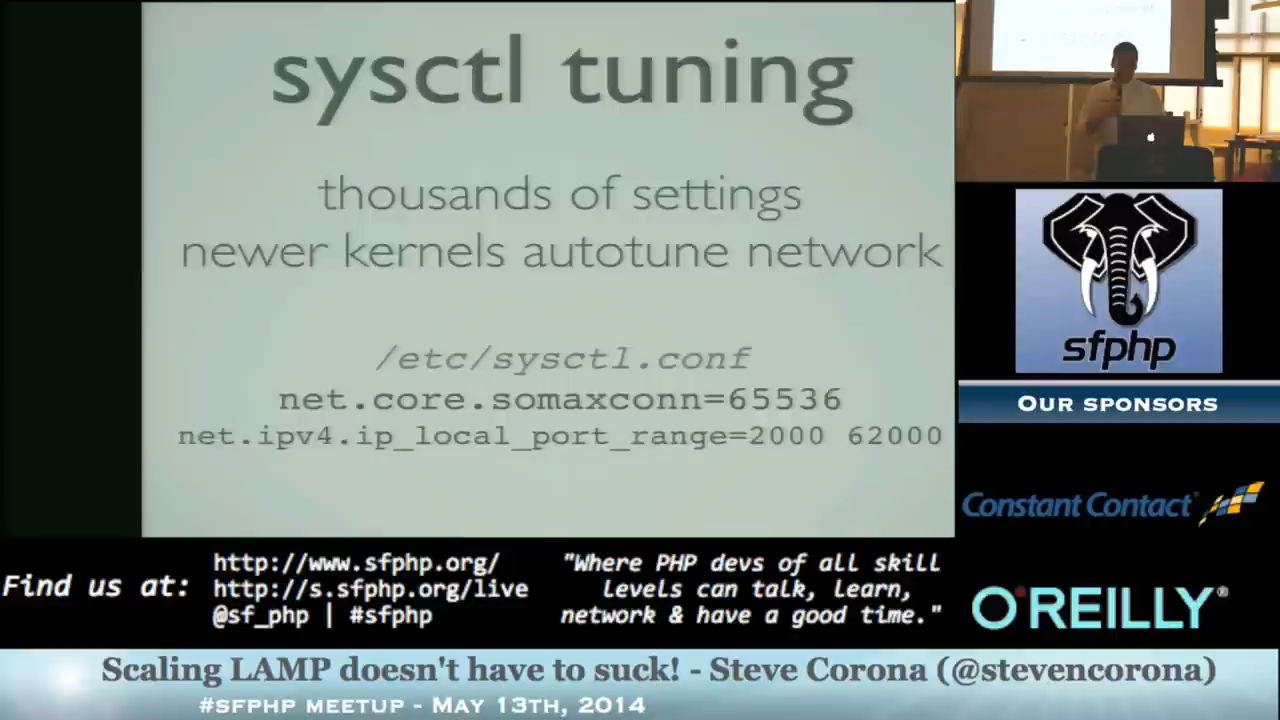 sysctl tuning
thousands of settings
newer kernels autotune network
/etc/sysctl.conf
net.core.somaxconn=65536
net.ipv4.ip_local_port_range=2000 62000
sfphp
OUR SPONSORS
Constant Contact
O'REILLY®
Find us at:
http://www.sfphp.org/
http://s.sfphp.org/live
@sf_php | #sfphp
"Where PHP devs of all skill
Levels can talk, learn,
network & have a good time."
Scaling LAMP doesn't have to suck! - Steve Corona (@stevencorona)
#SFPHP MEETUP - MAY 13TH, 2014